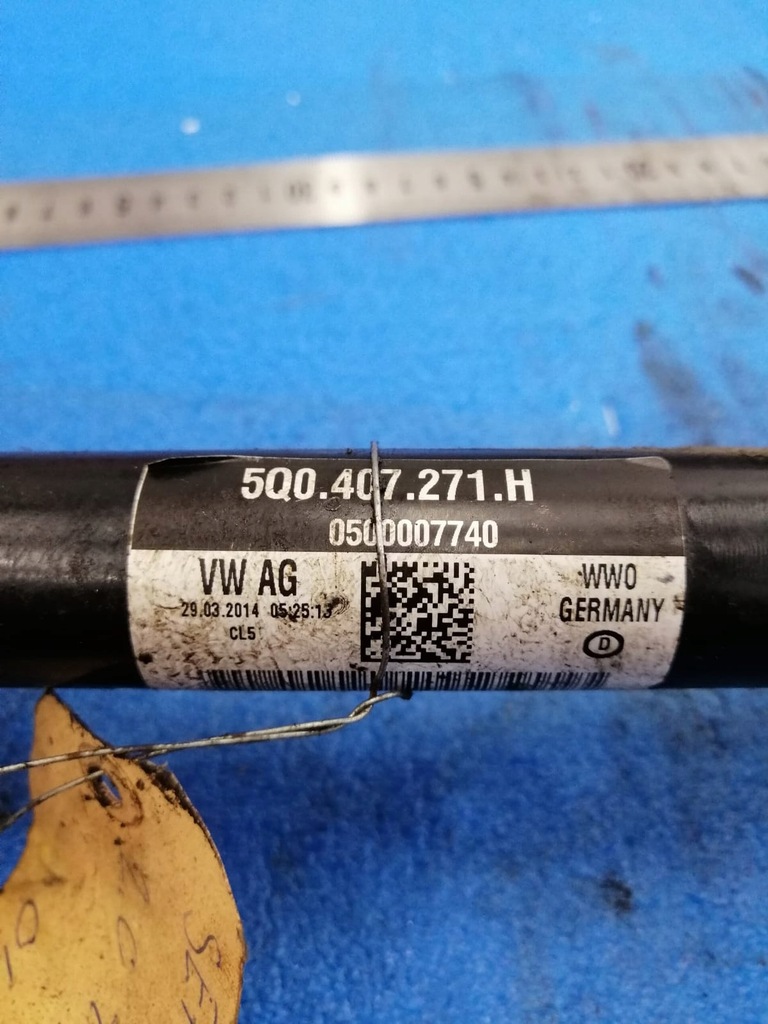 5Q0.407.271.H
0500007740
VW AG
29.03.2014 05:25:13
CL5
WWO
GERMANY
D